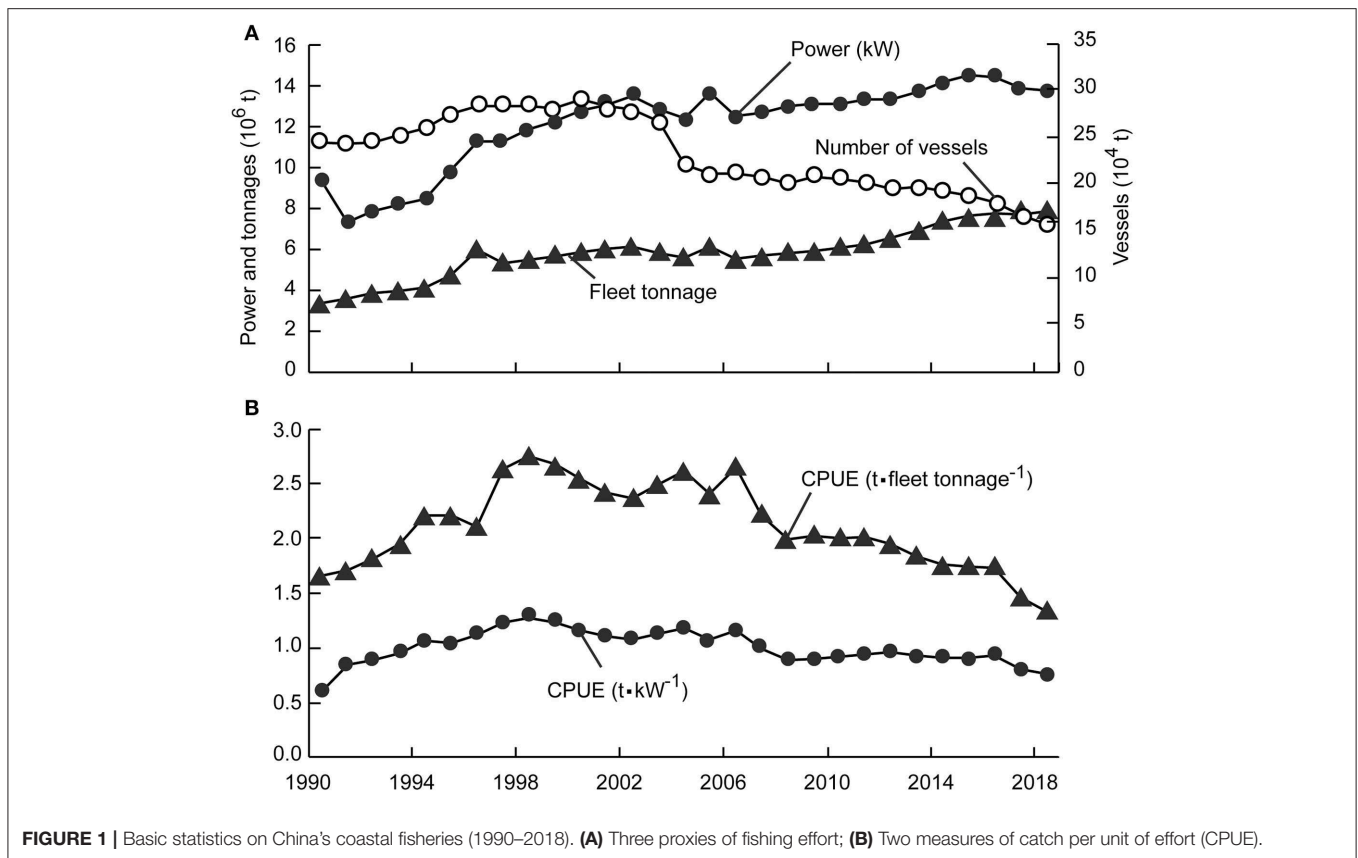 A
Power and tonnages (10⁶ t)
16
14
12
10
8
6
4
2
0
Power (kW)
Number of vessels
Fleet tonnage
35
30
25
20
15
10
5
0
Vessels (10⁴ t)
B
3.0
2.5
2.0
1.5
1.0
0.5
0.0
CPUE (t▪fleet tonnage⁻¹)
CPUE (t▪kW⁻¹)
1990 1994 1998 2002 2006 2010 2014 2018
FIGURE 1 | Basic statistics on China's coastal fisheries (1990–2018). (A) Three proxies of fishing effort; (B) Two measures of catch per unit of effort (CPUE).